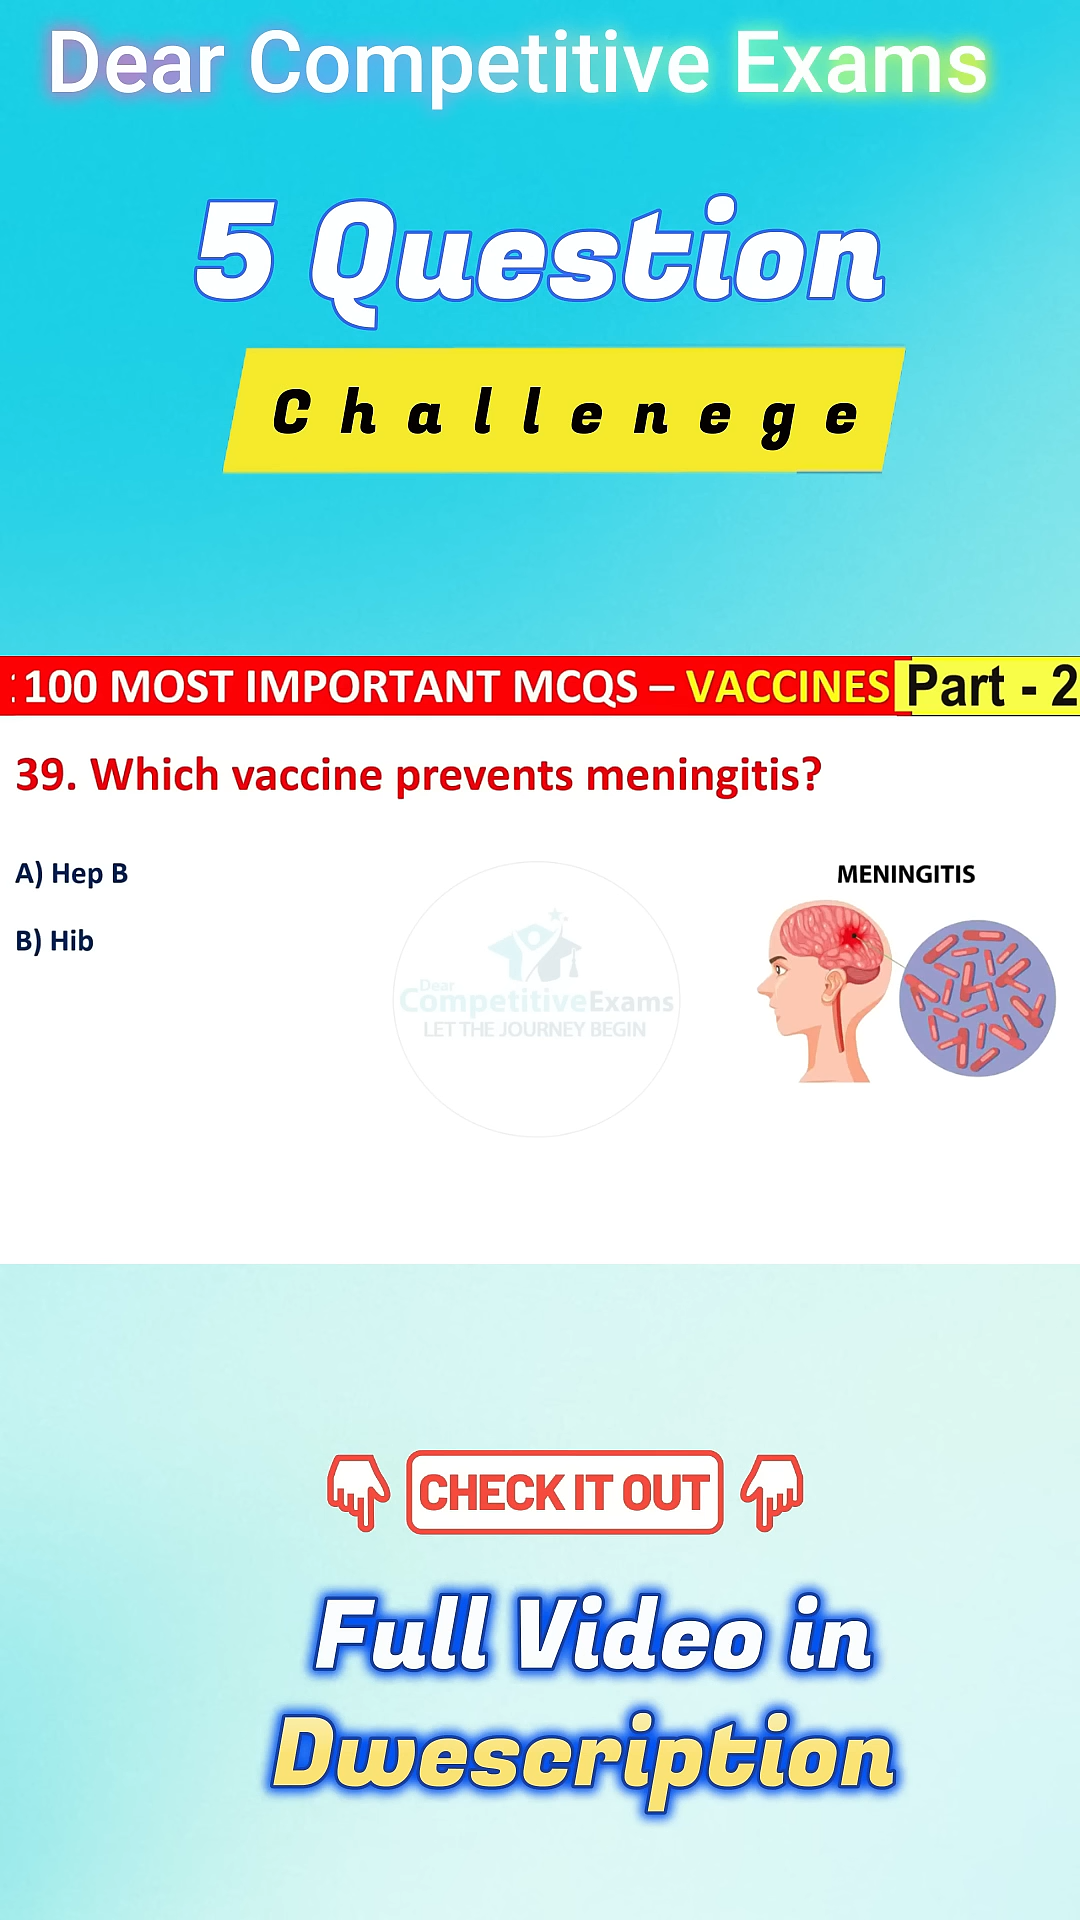 Dear Competitive Exams
5 Question
Challenege
100 MOST IMPORTANT MCQS – VACCINES Part - 2
39. Which vaccine prevents meningitis?
A) Hep B
B) Hib
MENINGITIS
Dear
CompetitiveExams
LET THE JOURNEY BEGIN
CHECK IT OUT
Full Video in
Dwescription